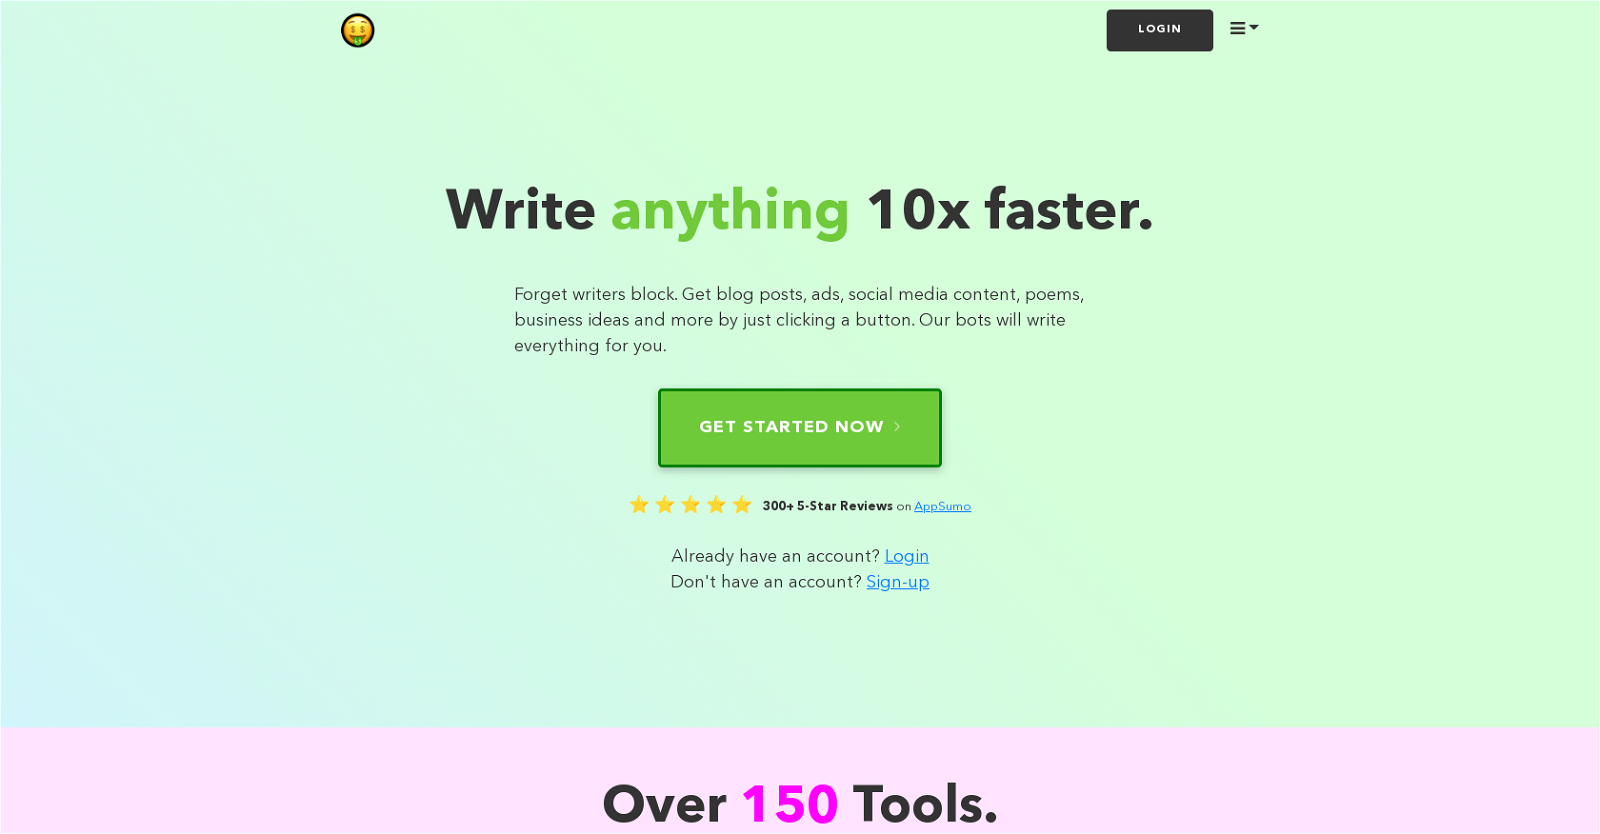 LOGIN
Write anything 10x faster.
Forget writers block. Get blog posts, ads, social media content, poems,
business ideas and more by just clicking a button. Our bots will write
everything for you.
GET STARTED NOW
300+ 5-Star Reviews on AppSumo
Already have an account? Login
Don't have an account? Sign-up
Over 150 Tools.